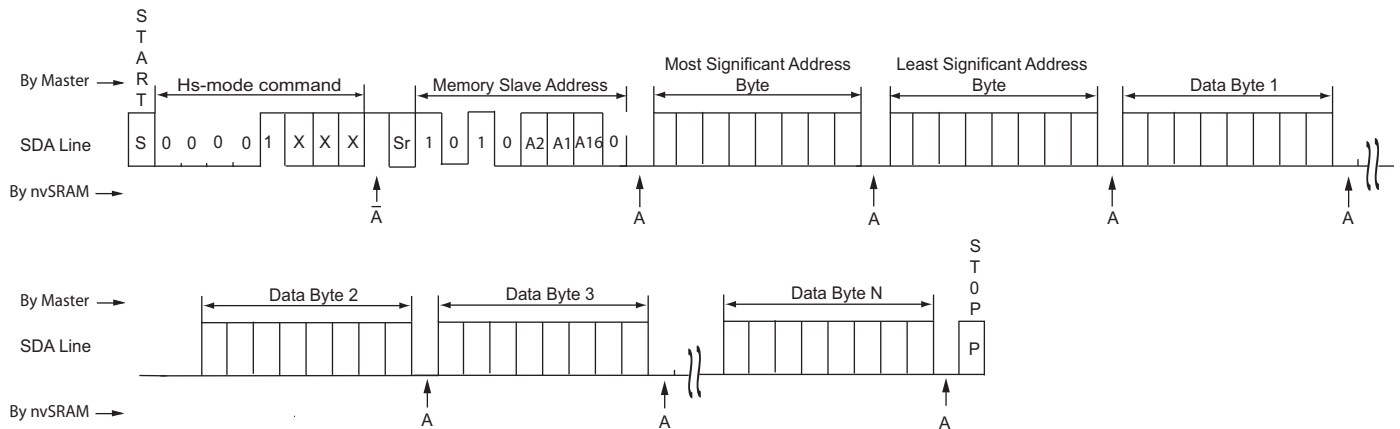 START
Most Significant Address Byte
Least Significant Address Byte
By Master
Hs-mode command
Memory Slave Address
Data Byte 1
SDA Line
S 0 0 0 0 1 X X X Sr 1 0 1 0 A2 A1 A16 0
By nvSRAM
A̅ A A A A
ST0P
By Master
Data Byte 2
Data Byte 3
Data Byte N
SDA Line
P
By nvSRAM
A A A